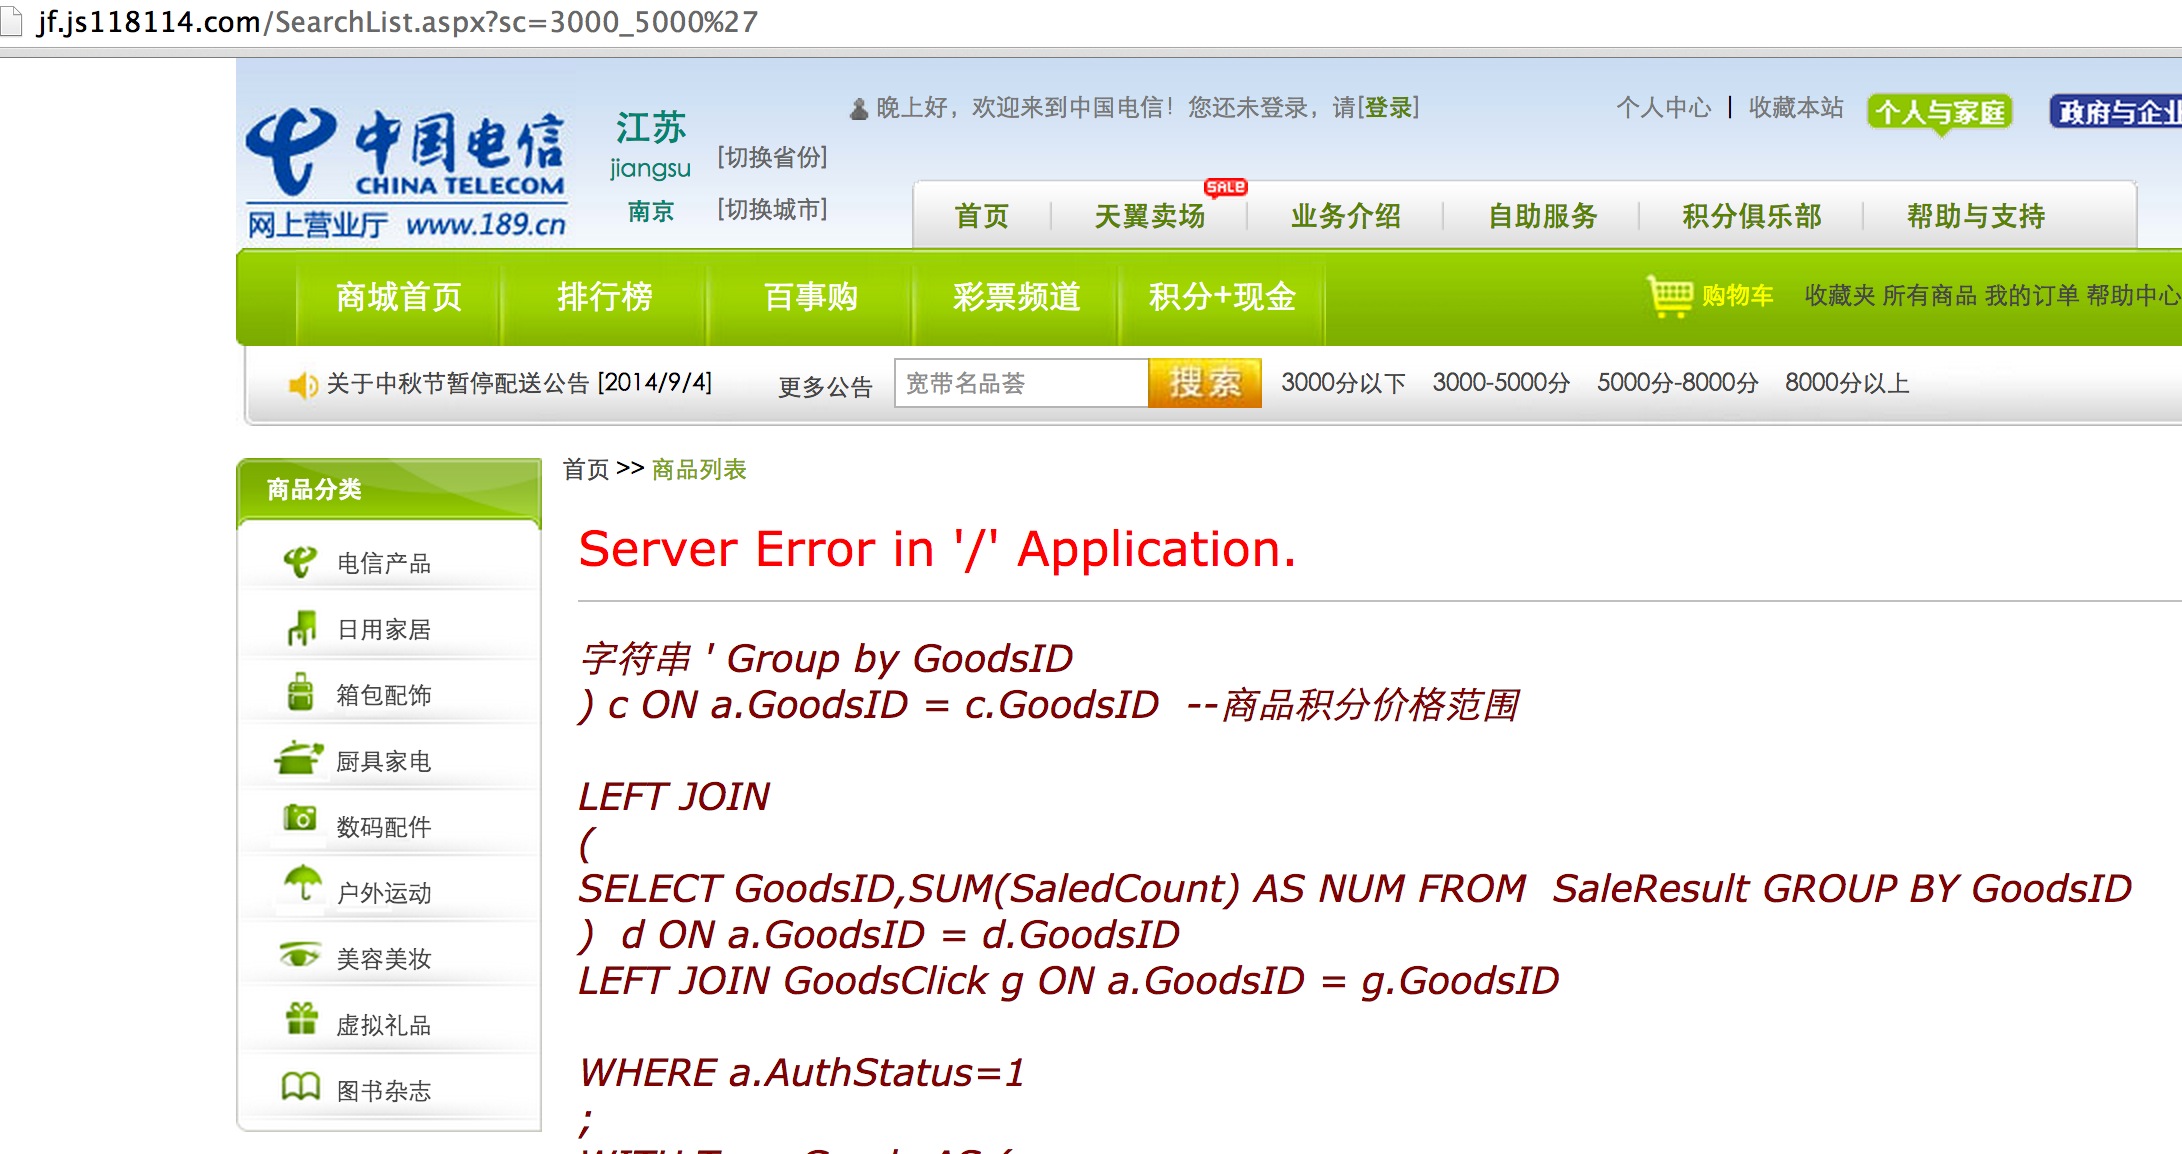 jf.js118114.com/SearchList.aspx?sc=3000_5000%27
晚上好，欢迎来到中国电信！您还未登录，请[登录]
个人中心 | 收藏本站
个人与家庭
政府与企业
中国电信
CHINA TELECOM
网上营业厅 www.189.cn
江苏
jiangsu
[切换省份]
南京
[切换城市]
SALE
首页 天翼卖场 业务介绍 自助服务 积分俱乐部 帮助与支持
商城首页 排行榜 百事购 彩票频道 积分+现金
购物车 收藏夹 所有商品 我的订单 帮助中心
关于中秋节暂停配送公告 [2014/9/4] 更多公告 宽带名品荟 搜索 3000分以下 3000-5000分 5000分-8000分 8000分以上
商品分类
电信产品
日用家居
箱包配饰
厨具家电
数码配件
户外运动
美容美妆
虚拟礼品
图书杂志
首页 >> 商品列表
Server Error in '/' Application.
字符串 ' Group by GoodsID
) c ON a.GoodsID = c.GoodsID  --商品积分价格范围
LEFT JOIN
(
SELECT GoodsID,SUM(SaledCount) AS NUM FROM  SaleResult GROUP BY GoodsID
)  d ON a.GoodsID = d.GoodsID
LEFT JOIN GoodsClick g ON a.GoodsID = g.GoodsID
WHERE a.AuthStatus=1
;